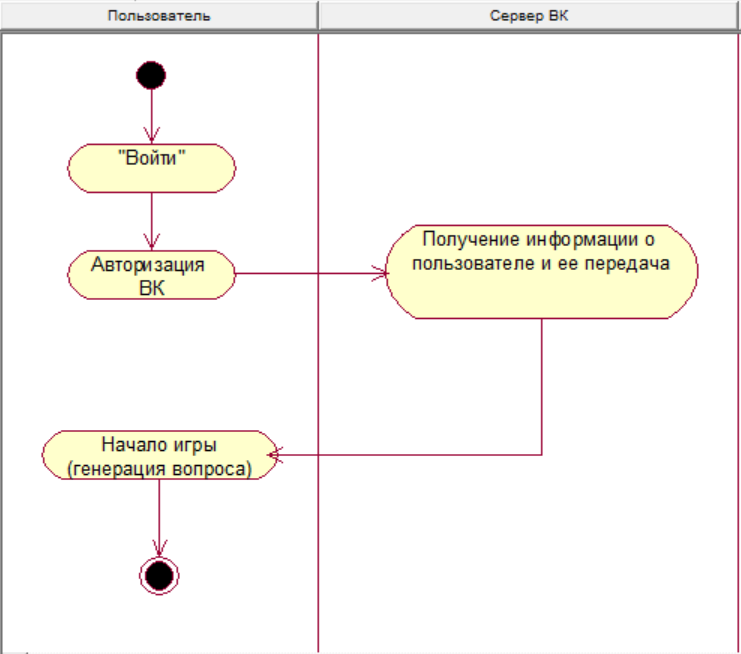 Пользователь
Сервер ВК
"Войти"
Авторизация
ВК
Получение информации о
пользователе и ее передача
Начало игры
(генерация вопроса)